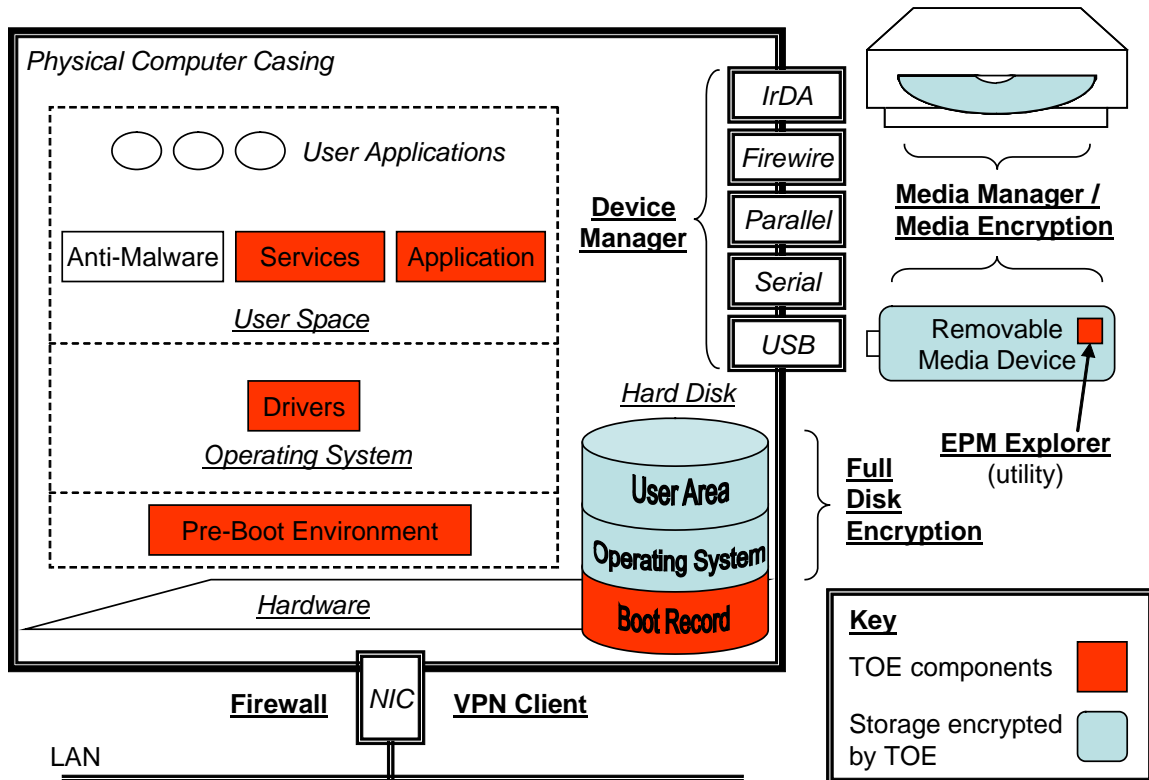 Physical Computer Casing
User Applications
Anti-Malware
Services
Application
User Space
Drivers
Operating System
Pre-Boot Environment
Hardware
Device
Manager
IrDA
Firewire
Parallel
Serial
USB
Hard Disk
User Area
Operating System
Boot Record
Full
Disk
Encryption
Media Manager /
Media Encryption
Removable
Media Device
EPM Explorer
(utility)
Firewall
NIC
VPN Client
LAN
Key
TOE components
Storage encrypted
by TOE